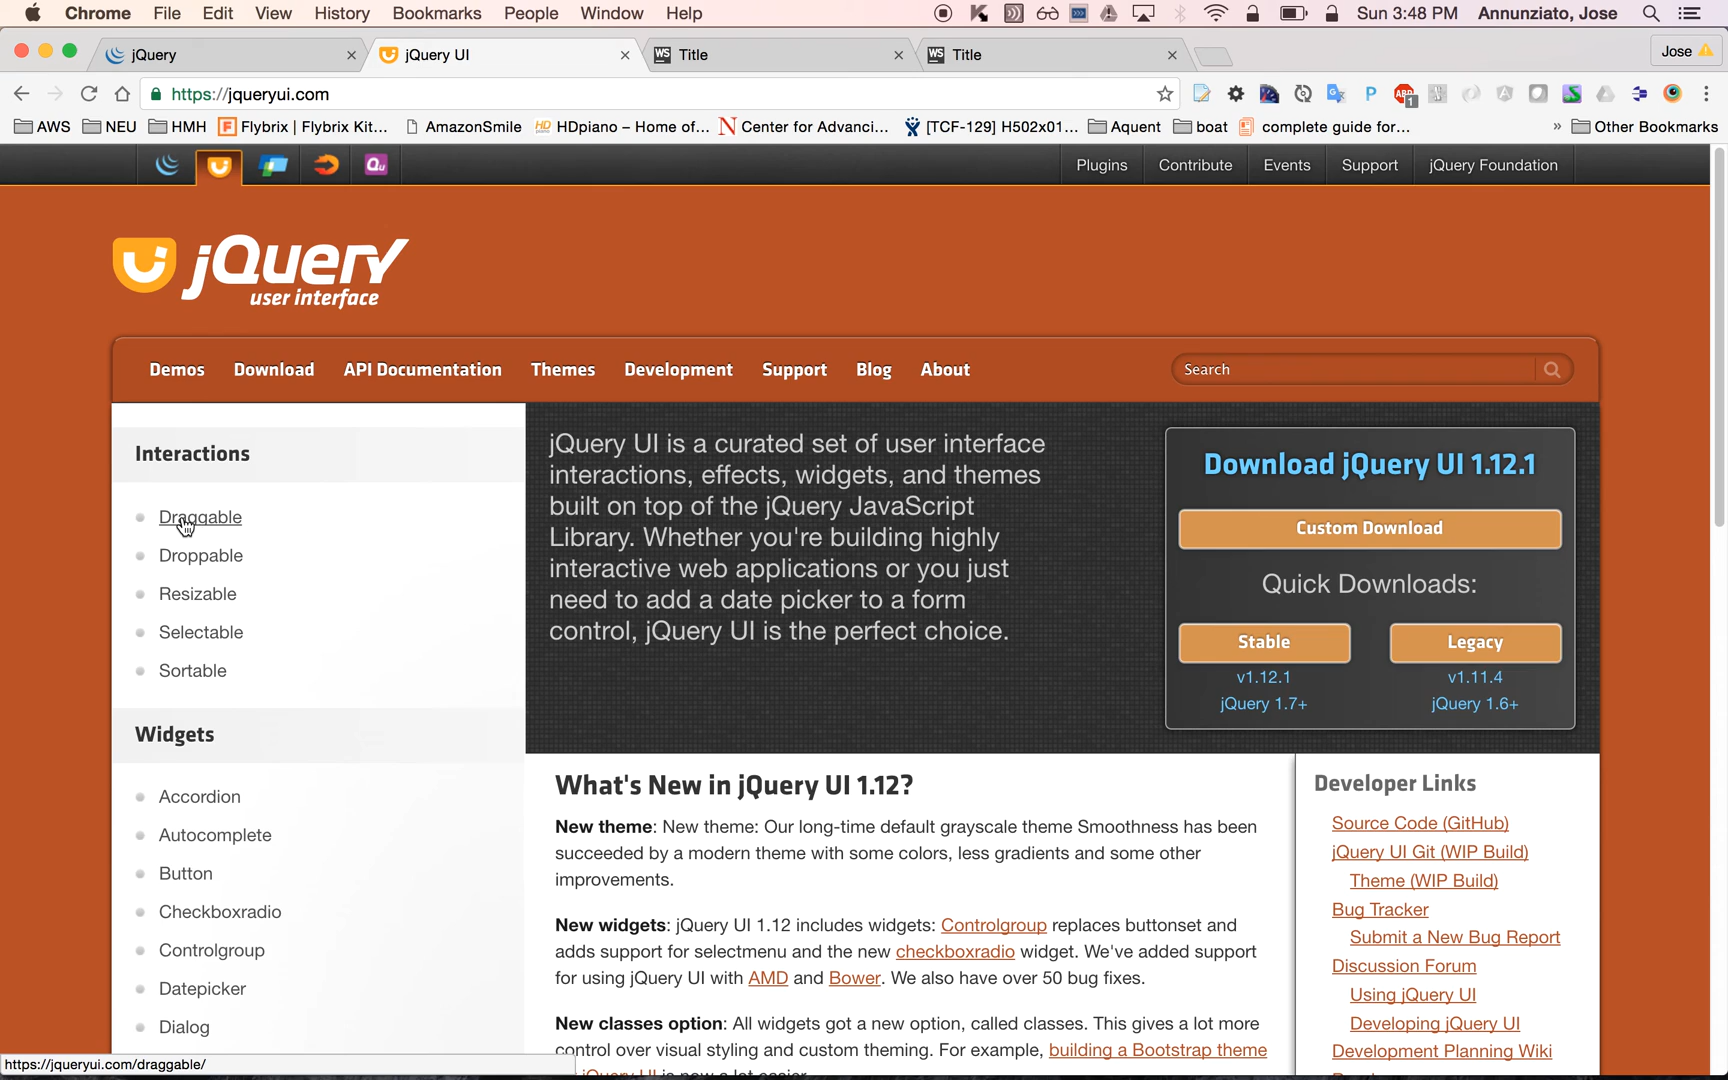 Chrome File Edit View History Bookmarks People Window Help Sun 3:48 PM Annunziato, Jose
jQuery jQuery UI Title Title Jose
https://jqueryui.com
AWS NEU HMH Flybrix | Flybrix Kit... AmazonSmile HDpiano – Home of... Center for Advanci... [TCF-129] H502x01... Aquent boat complete guide for... » Other Bookmarks
Plugins Contribute Events Support jQuery Foundation
jQuery
user interface
Demos Download API Documentation Themes Development Support Blog About Search
Interactions
Draggable
Droppable
Resizable
Selectable
Sortable
Widgets
Accordion
Autocomplete
Button
Checkboxradio
Controlgroup
Datepicker
Dialog
jQuery UI is a curated set of user interface
interactions, effects, widgets, and themes
built on top of the jQuery JavaScript
Library. Whether you're building highly
interactive web applications or you just
need to add a date picker to a form
control, jQuery UI is the perfect choice.
Download jQuery UI 1.12.1
Custom Download
Quick Downloads:
Stable Legacy
v1.12.1 v1.11.4
jQuery 1.7+ jQuery 1.6+
What's New in jQuery UI 1.12?
New theme: New theme: Our long-time default grayscale theme Smoothness has been
succeeded by a modern theme with some colors, less gradients and some other
improvements.
New widgets: jQuery UI 1.12 includes widgets: Controlgroup replaces buttonset and
adds support for selectmenu and the new checkboxradio widget. We've added support
for using jQuery UI with AMD and Bower. We also have over 50 bug fixes.
New classes option: All widgets got a new option, called classes. This gives a lot more
control over visual styling and custom theming. For example, building a Bootstrap theme
jQuery UI is now a lot easier
Developer Links
Source Code (GitHub)
jQuery UI Git (WIP Build)
Theme (WIP Build)
Bug Tracker
Submit a New Bug Report
Discussion Forum
Using jQuery UI
Developing jQuery UI
Development Planning Wiki
https://jqueryui.com/draggable/